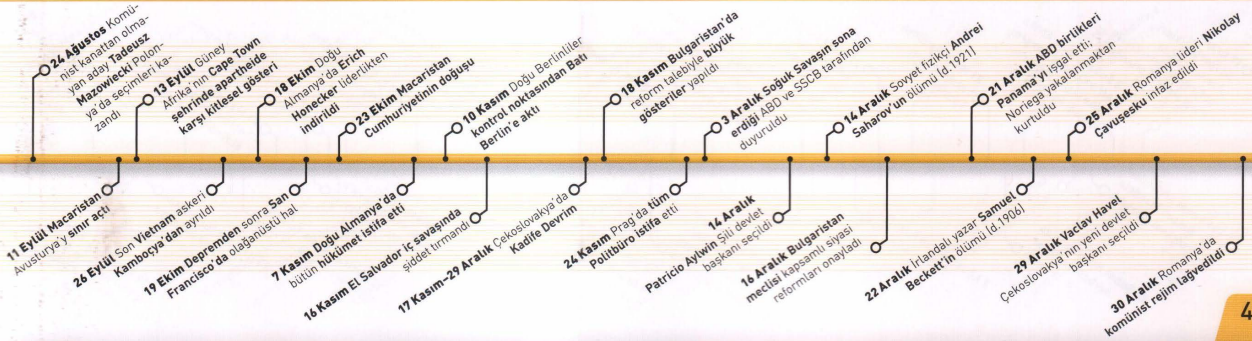 24 Ağustos Komü-
nist kanattan olma-
yan aday Tadeusz
Mazowiecki Polon-
ya'da seçimleri ka-
zandı
13 Eylül Güney
Afrika'nın Cape Town
şehrinde apartheide
karşı kitlesel gösteri
18 Ekim Doğu
Almanya'da Erich
Honecker liderlikten
indirildi
23 Ekim Macaristan
Cumhuriyetinin doğuşu
10 Kasım Doğu Berlinliler
kontrol noktasından Batı
Berlin'e aktı
18 Kasım Bulgaristan'da
reform talebiyle büyük
gösteriler yapıldı
3 Aralık Soğuk Savaşın sona
erdiği ABD ve SSCB tarafından
duyuruldu
14 Aralık Sovyet fizikçi Andrei
Saharov'un ölümü (d.1921)
21 Aralık ABD birlikleri
Panama'yı işgal etti;
Noriega yakalanmaktan
kurtuldu
25 Aralık Romanya lideri Nikolay
Çavuşesku infaz edildi
11 Eylül Macaristan
Avusturya'y sınır açtı
26 Eylül Son Vietnam askeri
Kamboçya'dan ayrıldı
19 Ekim Depremden sonra San
Francisco'da olağanüstü hal
7 Kasım Doğu Almanya'da
bütün hükümet istifa etti
16 Kasım El Salvador iç savaşında
şiddet tırmandı
17 Kasım–29 Aralık Çekoslovakya'da
Kadife Devrim
24 Kasım Prag'da tüm
Politbüro istifa etti
14 Aralık
Patricio Aylwin Şili devlet
başkanı seçildi
16 Aralık Bulgaristan
meclisi kapsamlı siyasi
reformları onayladı
22 Aralık İrlandalı yazar Samuel
Beckett'in ölümü (d.1906)
29 Aralık Vaclav Havel
Çekoslovakya'nın yeni devlet
başkanı seçildi
30 Aralık Romanya'da
komünist rejim lağvedildi
4